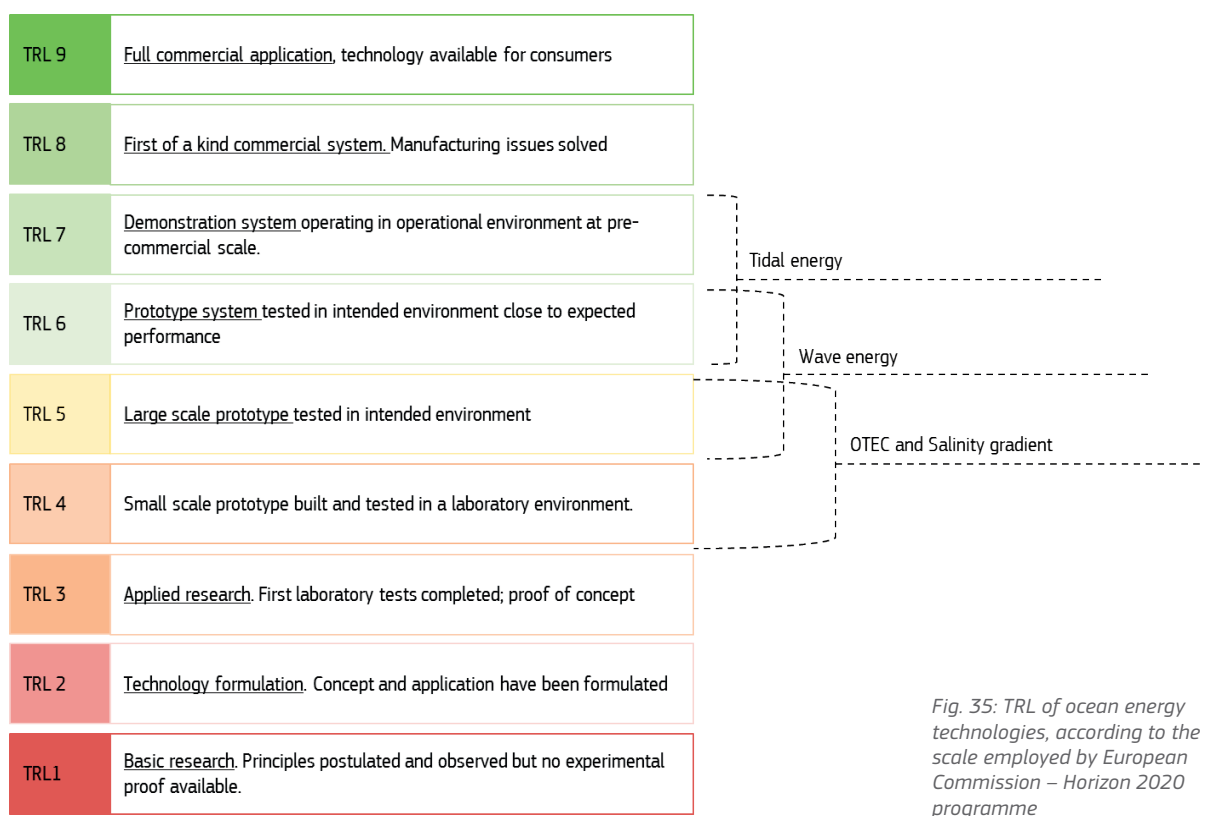 TRL 9
Full commercial application, technology available for consumers
TRL 8
First of a kind commercial system. Manufacturing issues solved
TRL 7
Demonstration system operating in operational environment at pre-
commercial scale.
Tidal energy
TRL 6
Prototype system tested in intended environment close to expected
performance
Wave energy
TRL 5
Large scale prototype tested in intended environment
OTEC and Salinity gradient
TRL 4
Small scale prototype built and tested in a laboratory environment.
TRL 3
Applied research. First laboratory tests completed; proof of concept
TRL 2
Technology formulation. Concept and application have been formulated
TRL1
Basic research. Principles postulated and observed but no experimental
proof available.
Fig. 35: TRL of ocean energy
technologies, according to the
scale employed by European
Commission – Horizon 2020
programme